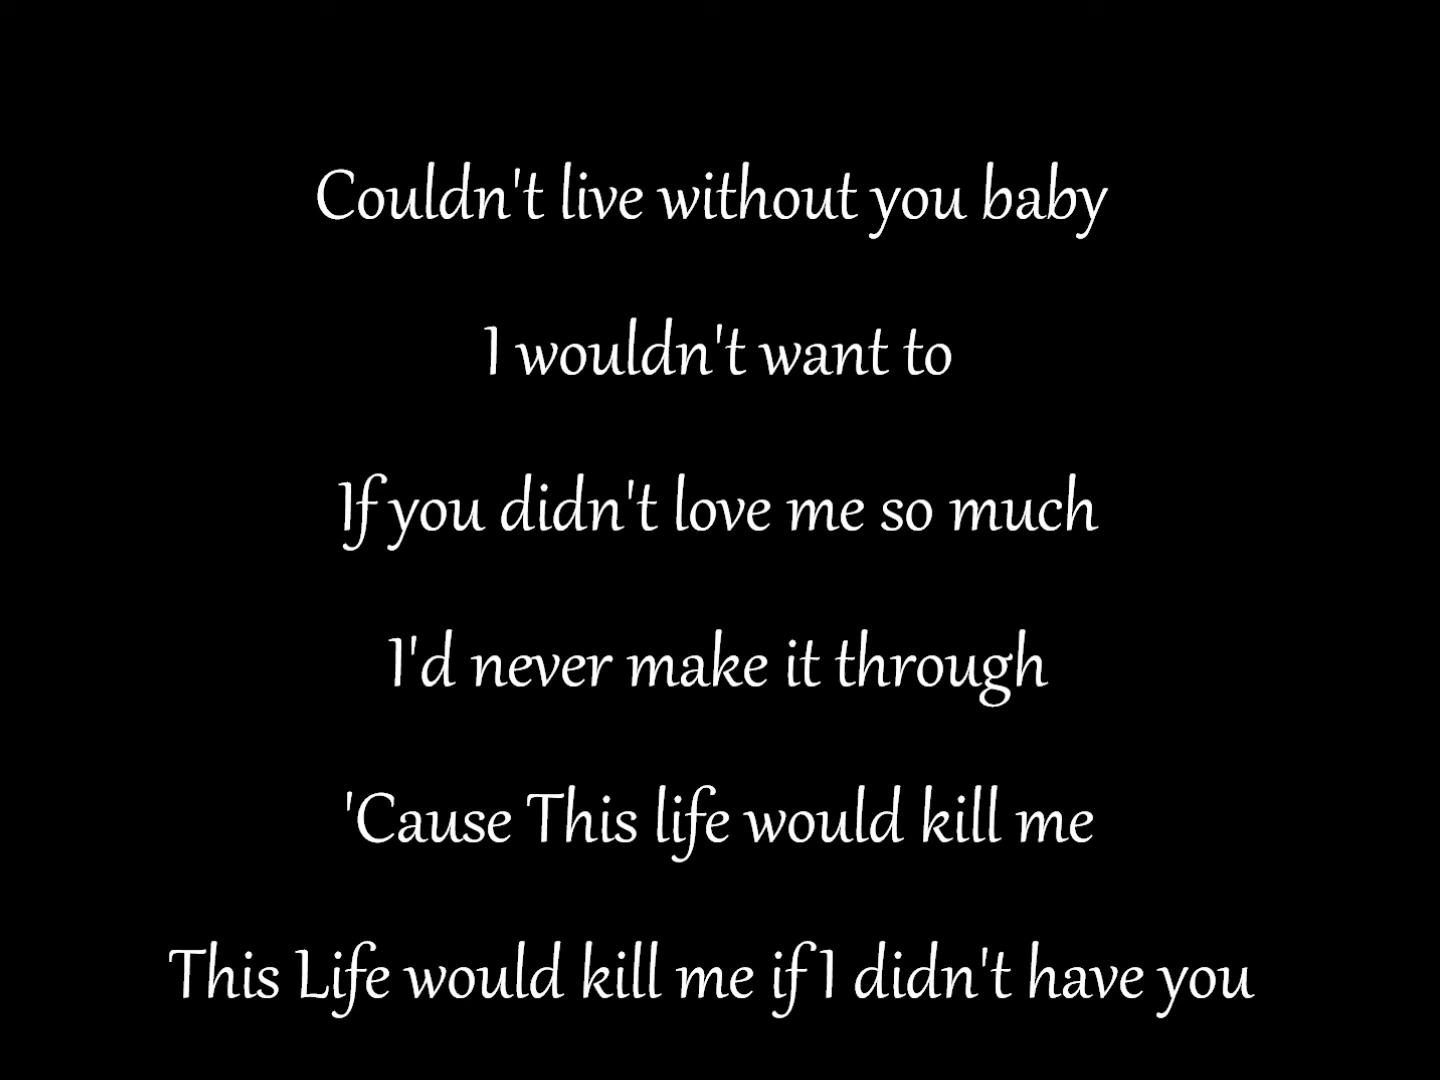 Couldn't live without you baby
I wouldn't want to
If you didn't love me so much
I'd never make it through
'Cause This life would kill me
This Life would kill me if I didn't have you